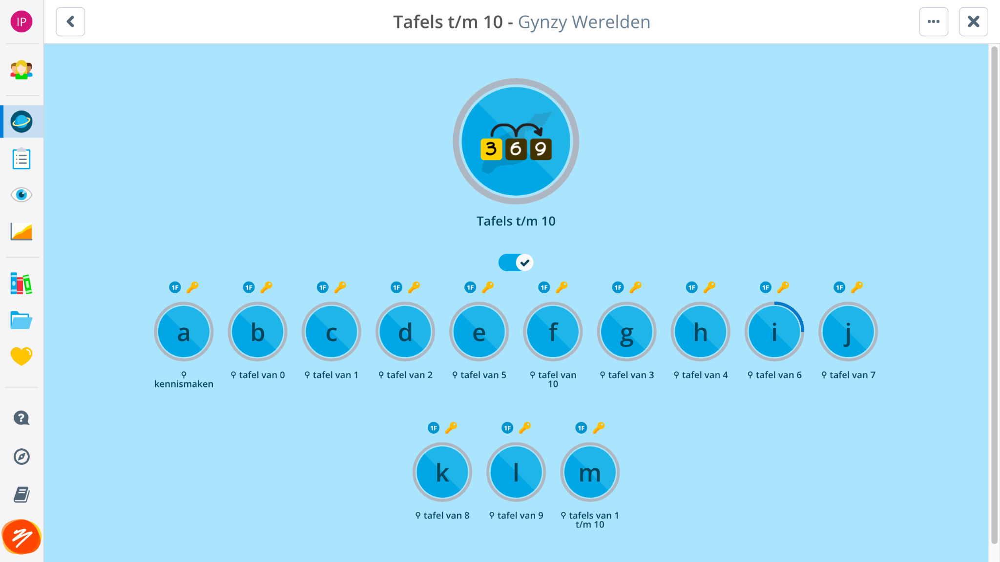 IP
Tafels t/m 10 - Gynzy Werelden
3 6 9
Tafels t/m 10
1F 1F 1F 1F 1F 1F 1F 1F 1F 1F
a b c d e f g h i j
kennismaken
tafel van 0
tafel van 1
tafel van 2
tafel van 5
tafel van
10
tafel van 3
tafel van 4
tafel van 6
tafel van 7
1F 1F 1F
k l m
tafel van 8
tafel van 9
tafels van 1
t/m 10